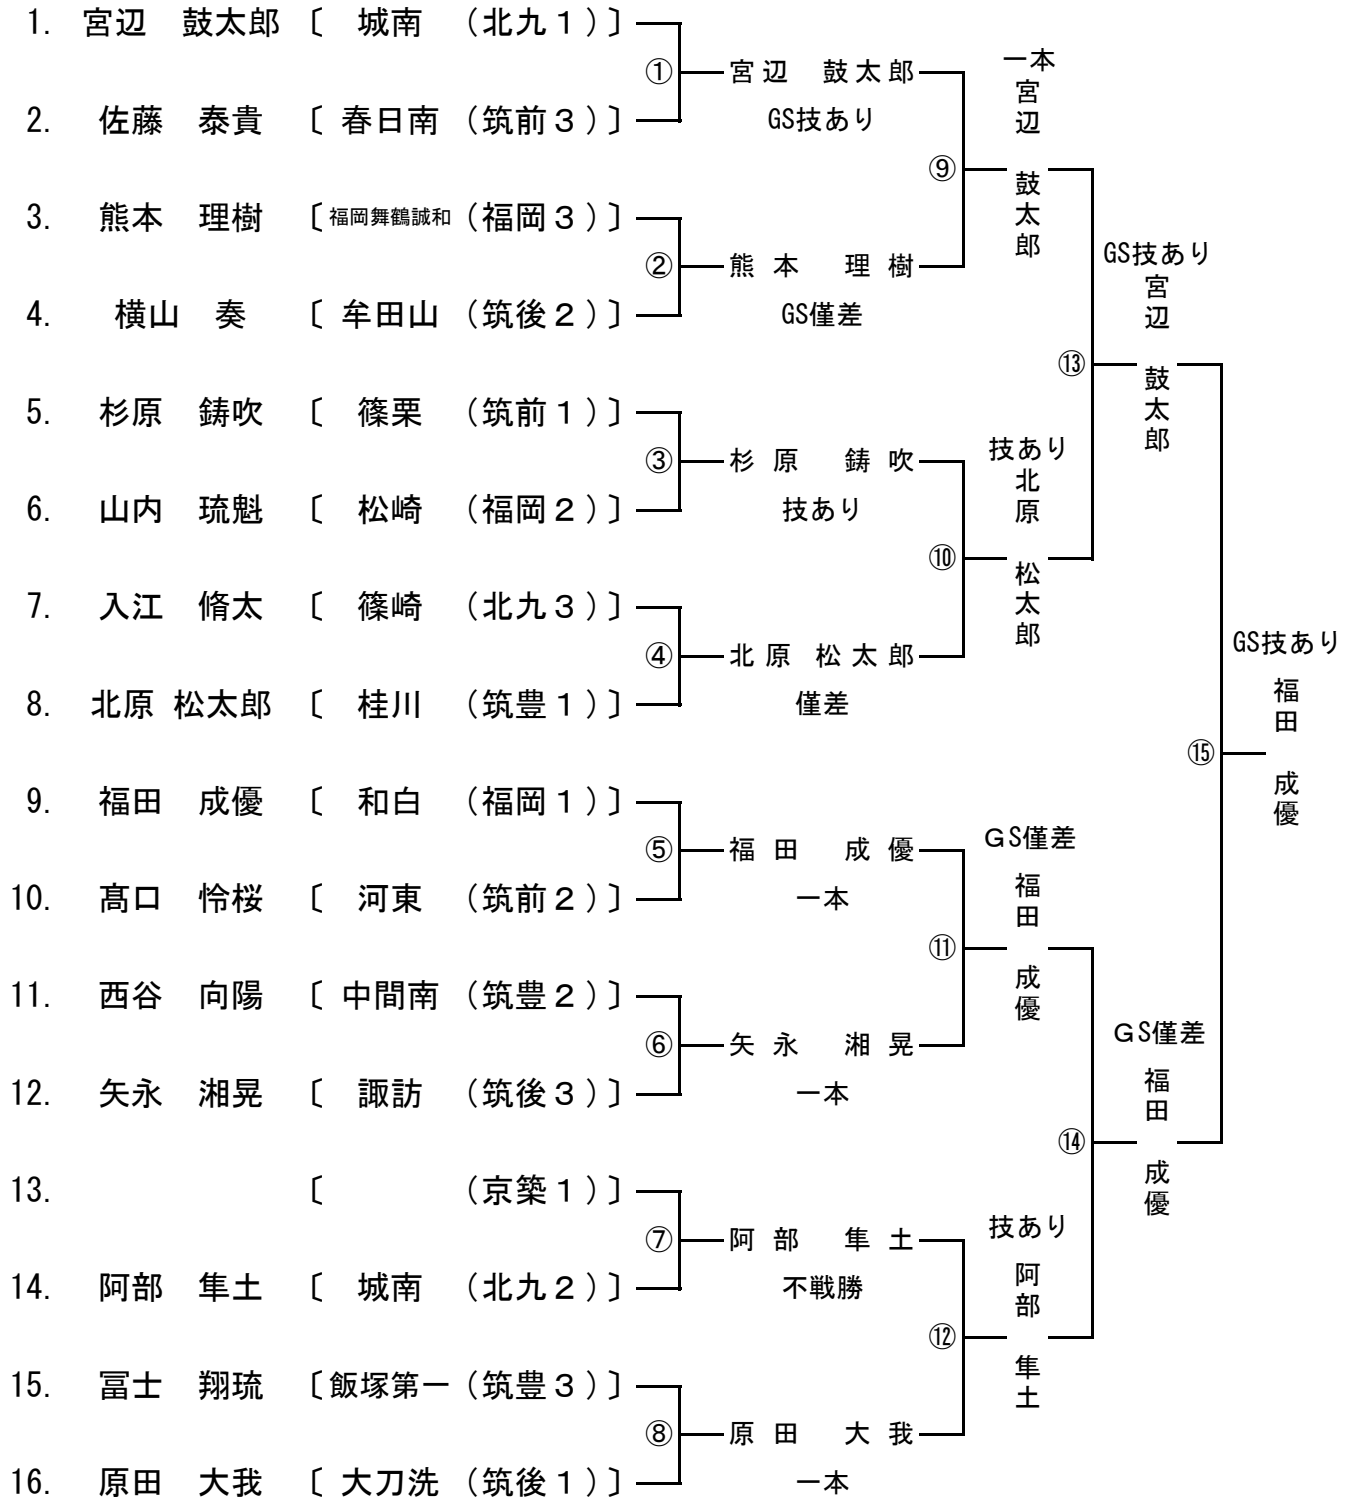 1. 宮辺 鼓太郎 〔 城南 (北九1)〕
2. 佐藤 泰貴 〔 春日南 (筑前3)〕
3. 熊本 理樹 〔福岡舞鶴誠和 (福岡3)〕
4. 横山 奏 〔 牟田山 (筑後2)〕
5. 杉原 鋳吹 〔 篠栗 (筑前1)〕
6. 山内 琉魁 〔 松崎 (福岡2)〕
7. 入江 脩太 〔 篠崎 (北九3)〕
8. 北原 松太郎 〔 桂川 (筑豊1)〕
9. 福田 成優 〔 和白 (福岡1)〕
10. 髙口 怜桜 〔 河東 (筑前2)〕
11. 西谷 向陽 〔 中間南 (筑豊2)〕
12. 矢永 湘晃 〔 諏訪 (筑後3)〕
13. 〔 (京築1)〕
14. 阿部 隼土 〔 城南 (北九2)〕
15. 冨士 翔琉 〔飯塚第一 (筑豊3)〕
16. 原田 大我 〔 大刀洗 (筑後1)〕
①
宮辺 鼓太郎
GS技あり
②
熊本 理樹
GS僅差
③
杉原 鋳吹
技あり
④
北原 松太郎
僅差
⑤
福田 成優
一本
⑥
矢永 湘晃
一本
⑦
阿部 隼土
不戦勝
⑧
原田 大我
一本
⑨
一本
宮辺 鼓太郎
⑩
技あり
北原 松太郎
⑪
GS僅差
福田 成優
⑫
技あり
阿部 隼土
⑬
GS技あり
宮辺 鼓太郎
⑭
GS僅差
福田 成優
⑮
GS技あり
福田 成優